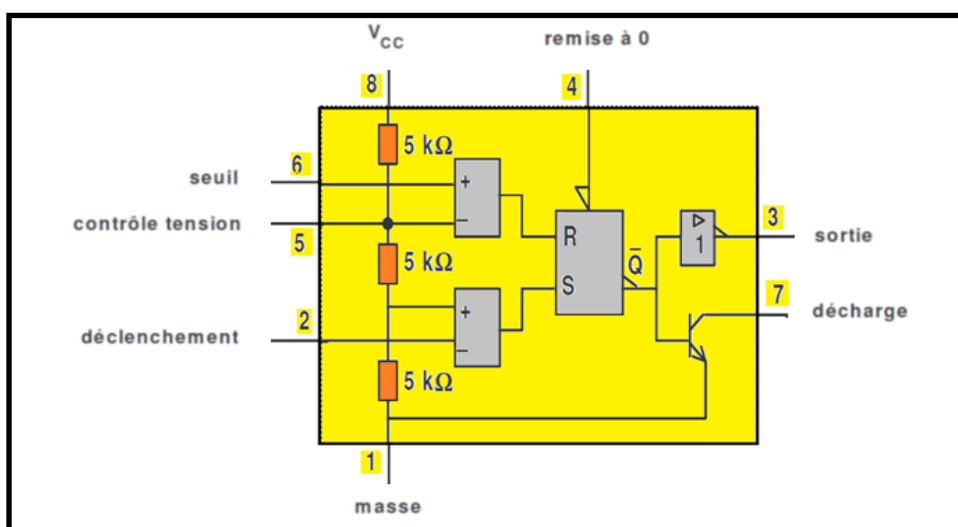 V_CC
remise à 0
8
4
5 kΩ
6
seuil
+
contrôle tension
−
5
3
▷
1
sortie
R
Q̅
5 kΩ
S
7
décharge
2
+
déclenchement
−
5 kΩ
1
masse